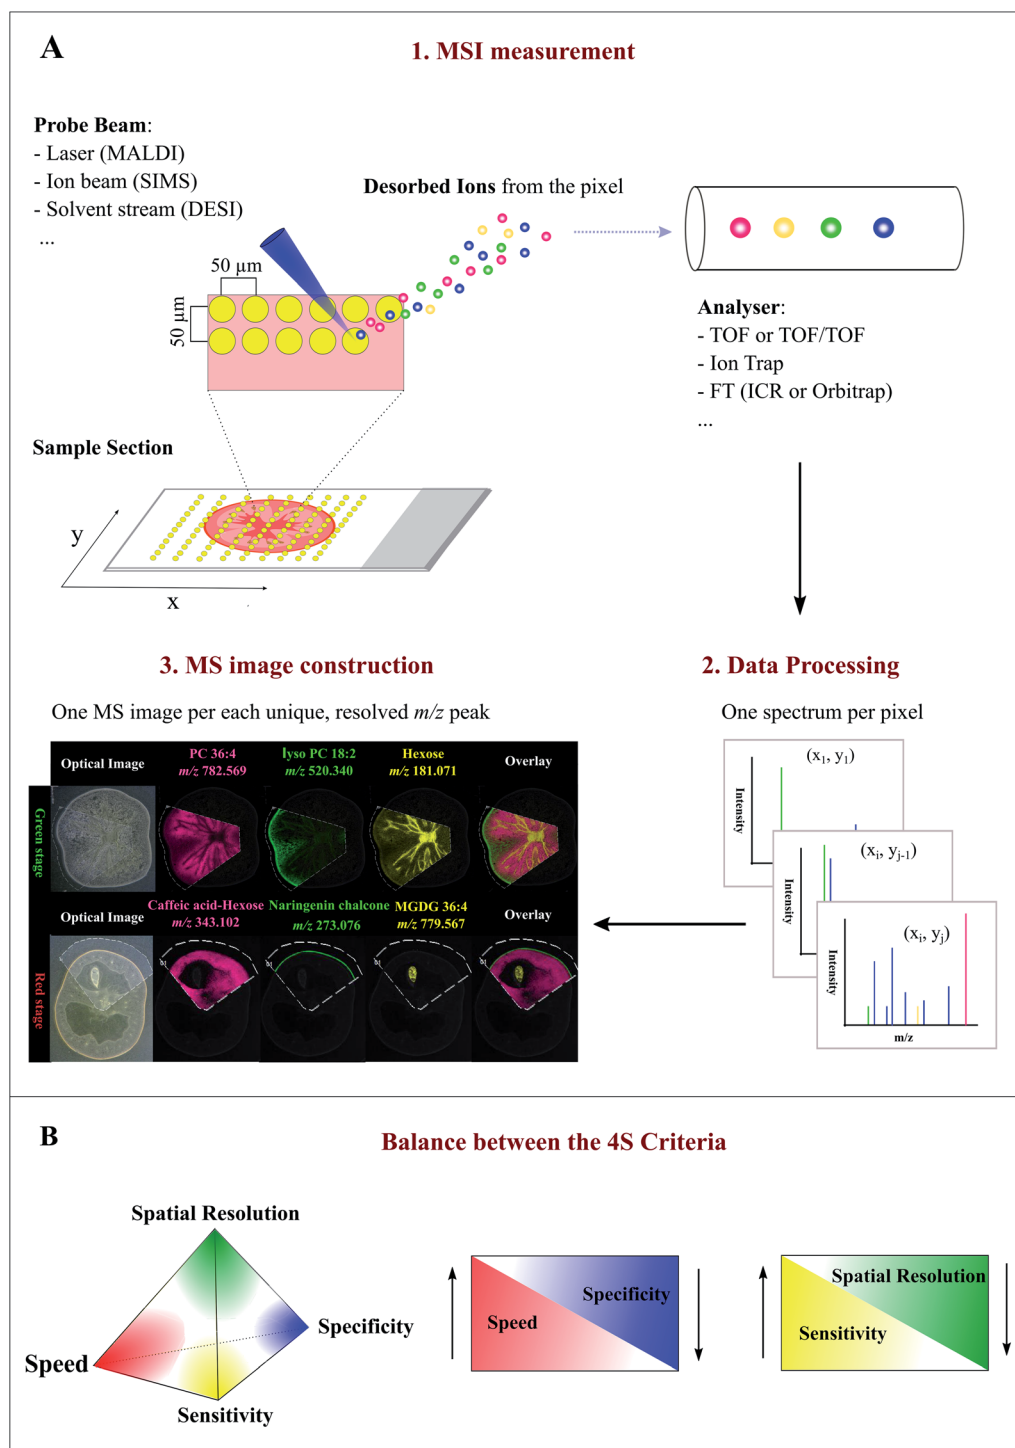 A
1. MSI measurement
Probe Beam:
- Laser (MALDI)
- Ion beam (SIMS)
- Solvent stream (DESI)
...
Desorbed Ions from the pixel
50 µm
50 µm
Analyser:
- TOF or TOF/TOF
- Ion Trap
- FT (ICR or Orbitrap)
...
Sample Section
y
x
3. MS image construction
One MS image per each unique, resolved m/z peak
Optical Image
PC 36:4
m/z 782.569
lyso PC 18:2
m/z 520.340
Hexose
m/z 181.071
Overlay
Green stage
Optical Image
Caffeic acid-Hexose
m/z 343.102
Naringenin chalcone
m/z 273.076
MGDG 36:4
m/z 779.567
Overlay
Red stage
2. Data Processing
One spectrum per pixel
(x1, y1)
Intensity
(xi, yj-1)
Intensity
(xi, yj)
Intensity
m/z
B
Balance between the 4S Criteria
Spatial Resolution
Specificity
Speed
Sensitivity
Specificity
Speed
Spatial Resolution
Sensitivity